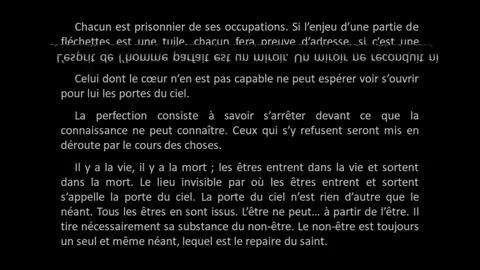 Chacun est prisonnier de ses occupations. Si l'enjeu d'une partie de
fléchettes est une tuile, chacun fera preuve d'adresse, si c'est une
L'esprit de l'homme parfait est un miroir. Un miroir ne reconduit ni
Celui dont le cœur n'en est pas capable ne peut espérer voir s'ouvrir
pour lui les portes du ciel.
La perfection consiste à savoir s'arrêter devant ce que la
connaissance ne peut connaître. Ceux qui s'y refusent seront mis en
déroute par le cours des choses.
Il y a la vie, il y a la mort ; les êtres entrent dans la vie et sortent
dans la mort. Le lieu invisible par où les êtres entrent et sortent
s'appelle la porte du ciel. La porte du ciel n'est rien d'autre que le
néant. Tous les êtres en sont issus. L'être ne peut… à partir de l'être. Il
tire nécessairement sa substance du non-être. Le non-être est toujours
un seul et même néant, lequel est le repaire du saint.